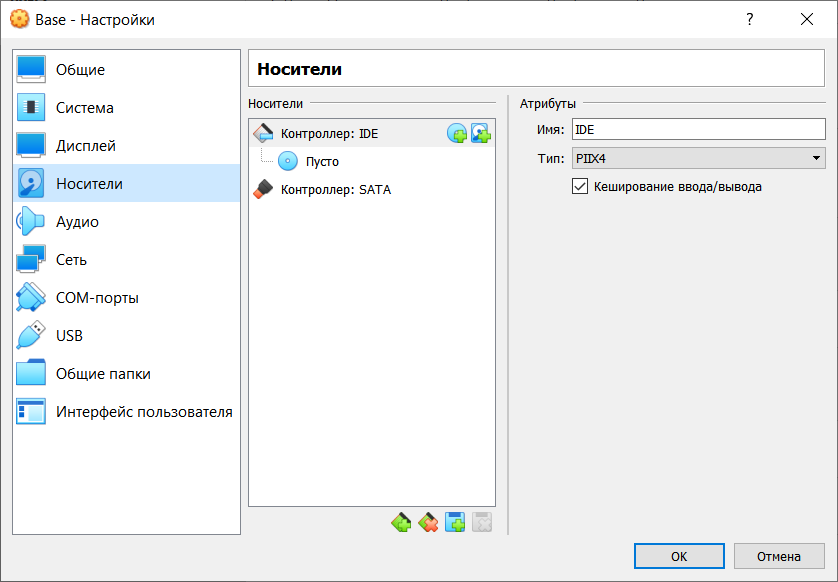 Base - Настройки
?
Общие
Система
Дисплей
Носители
Аудио
Сеть
COM-порты
USB
Общие папки
Интерфейс пользователя
Носители
Носители
Контроллер: IDE
Пусто
Контроллер: SATA
Атрибуты
Имя: IDE
Тип: PIIX4
Кеширование ввода/вывода
OK
Отмена